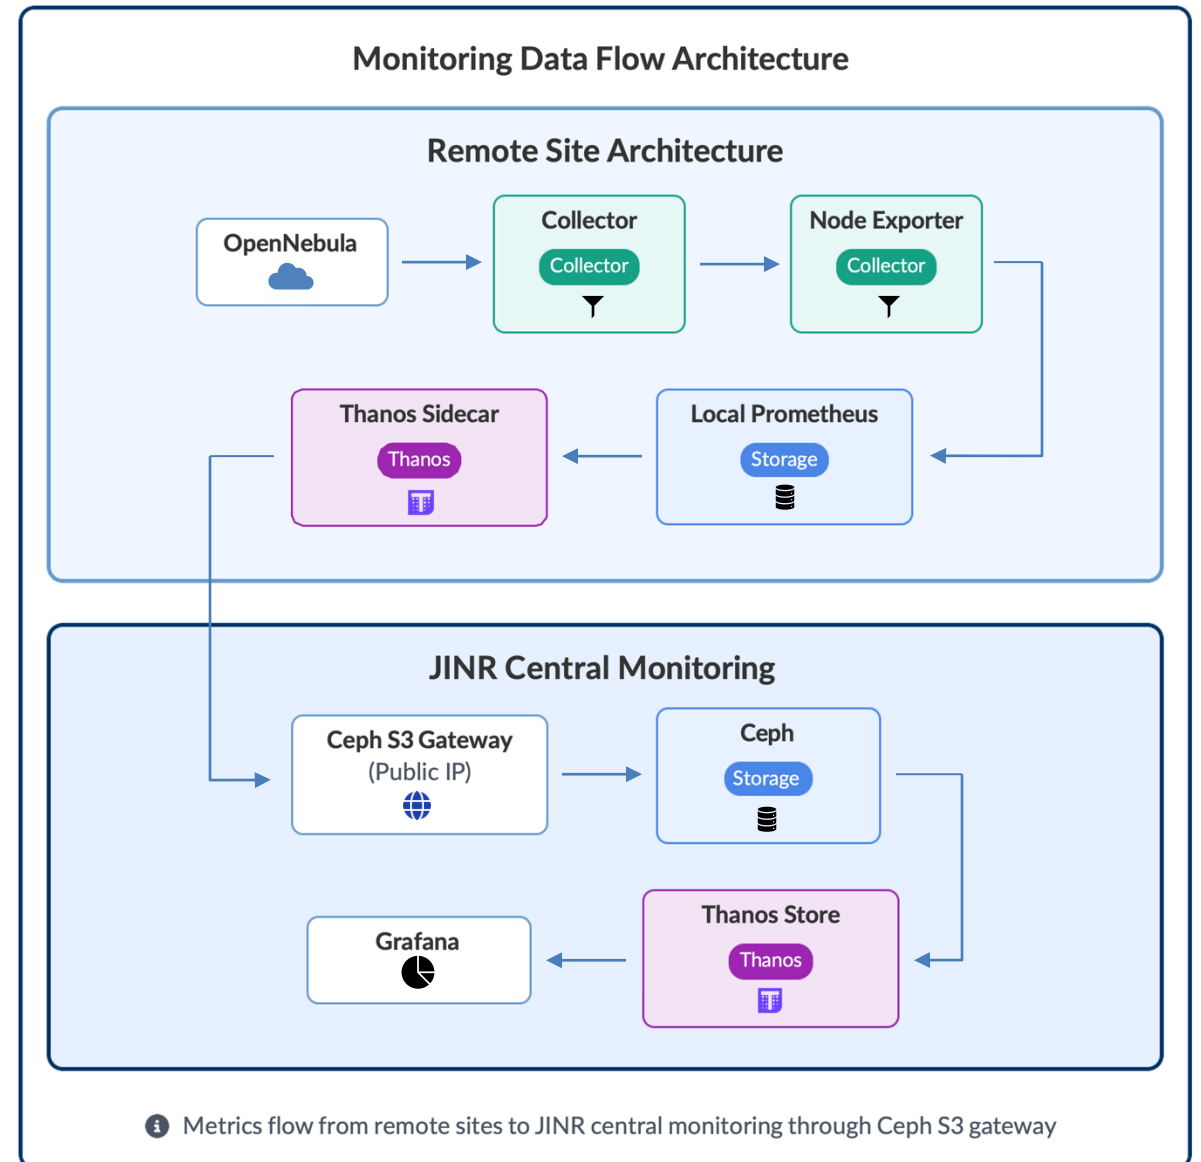 Monitoring Data Flow Architecture
Remote Site Architecture
OpenNebula
Collector
Collector
Node Exporter
Collector
Thanos Sidecar
Thanos
Local Prometheus
Storage
JINR Central Monitoring
Ceph S3 Gateway
(Public IP)
Ceph
Storage
Grafana
Thanos Store
Thanos
Metrics flow from remote sites to JINR central monitoring through Ceph S3 gateway